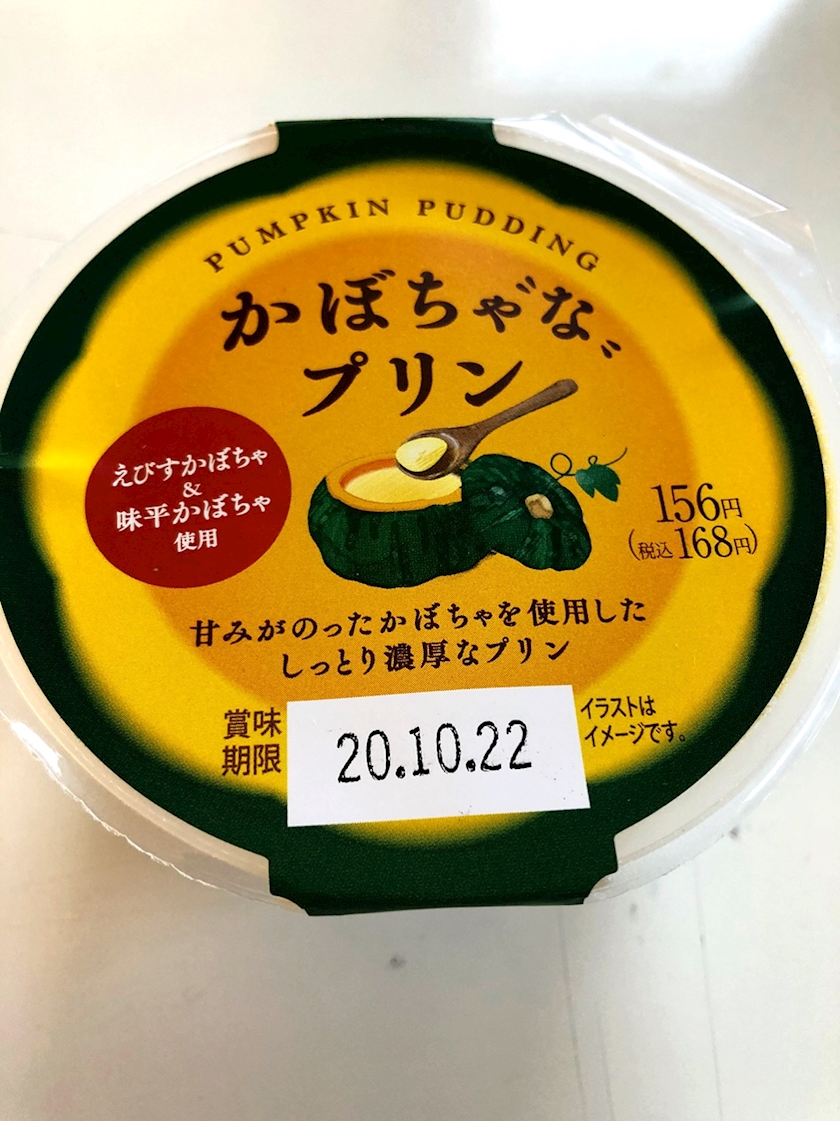 PUMPKIN PUDDING
かぼちゃな〟
プリン
えびすかぼちゃ
&
味平かぼちゃ
使用
156円
(税込168円)
甘みがのったかぼちゃを使用した
しっとり濃厚なプリン
賞味
期限
20.10.22
イラストは
イメージです。